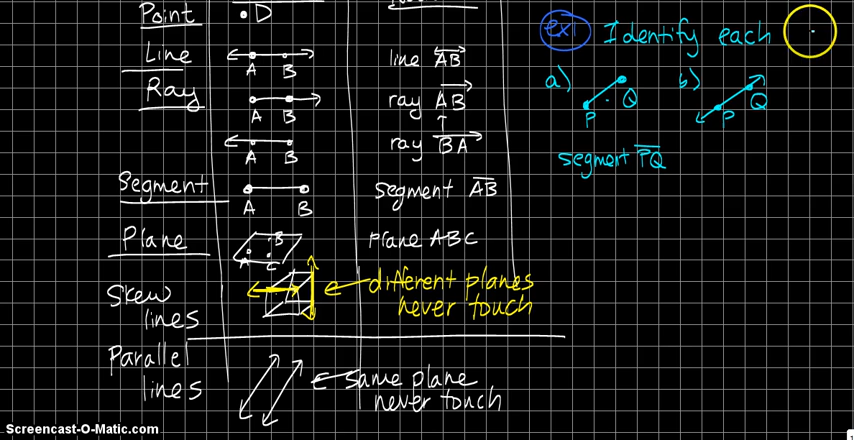 Point
D
Line
A B
line AB
Ray
A B
ray AB
A B
ray BA
Segment
A B
segment AB
Plane
A B C
Plane ABC
Skew
lines
different planes
never touch
Parallel
lines
same plane
never touch
ex1 Identify each
a) P Q
b) P Q
segment PQ
Screencast-O-Matic.com